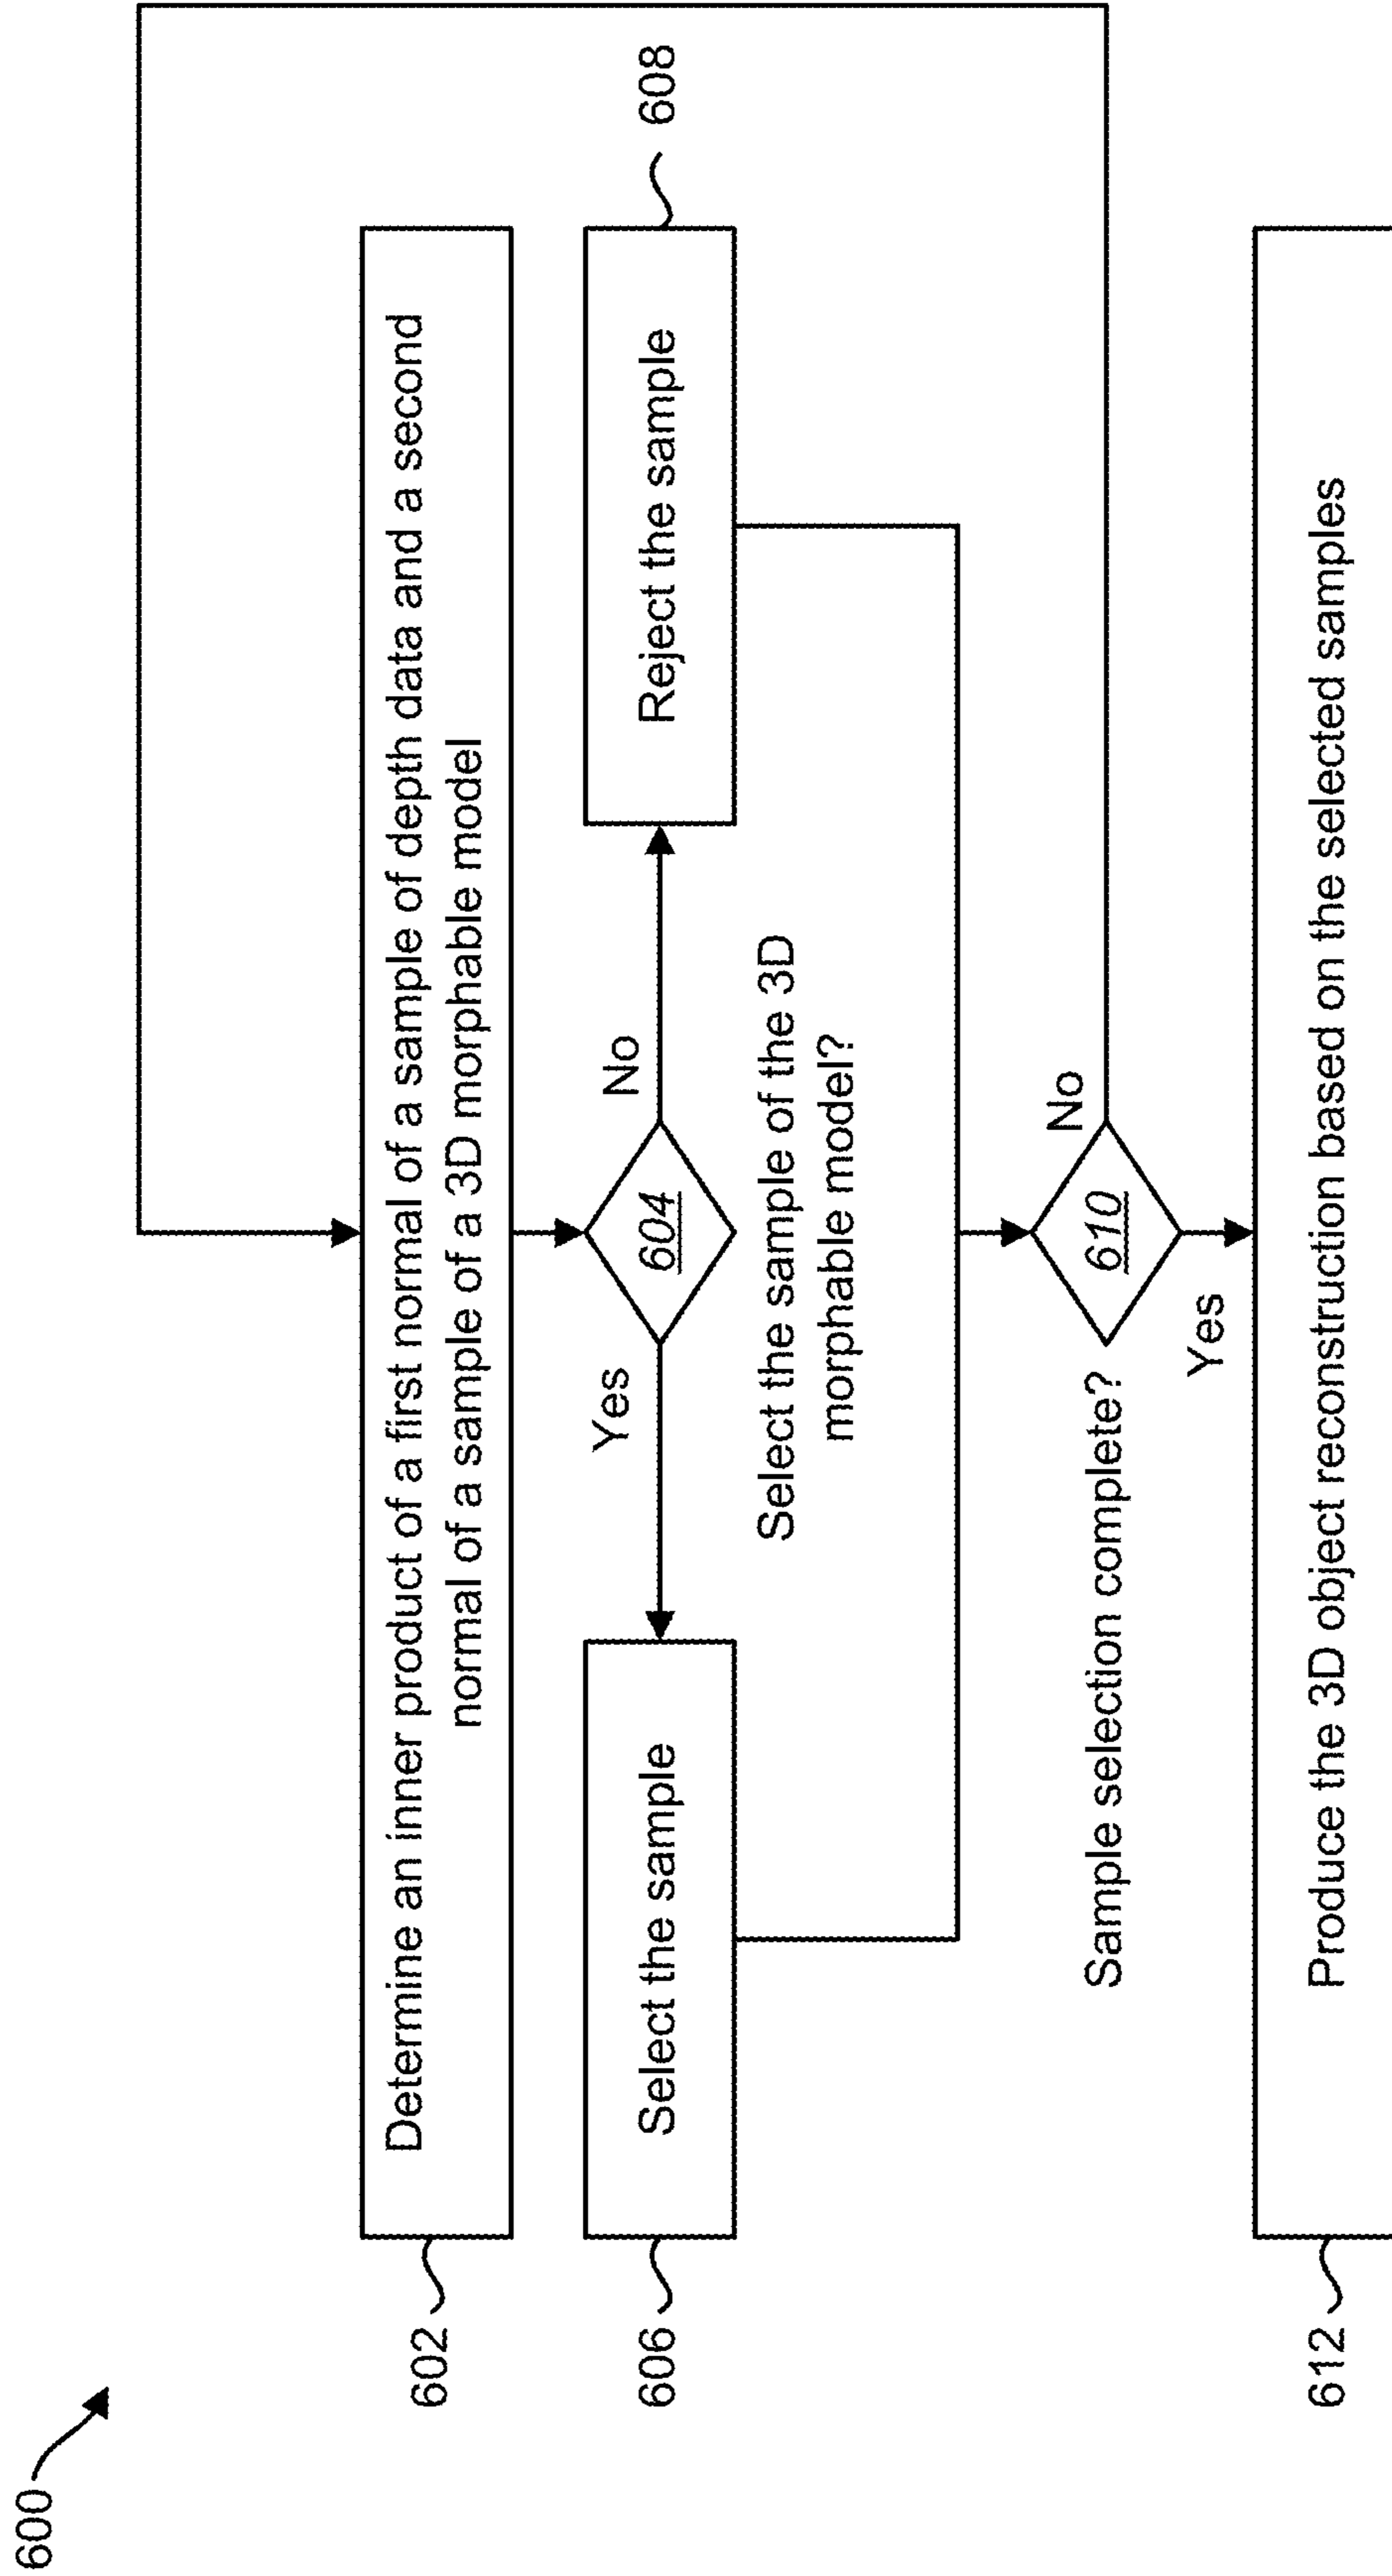 600
602
Determine an inner product of a first normal of a sample of depth data and a second
normal of a sample of a 3D morphable model
606
Select the sample
Yes
604
No
Reject the sample
608
Select the sample of the 3D
morphable model?
Sample selection complete?
610
No
Yes
612
Produce the 3D object reconstruction based on the selected samples